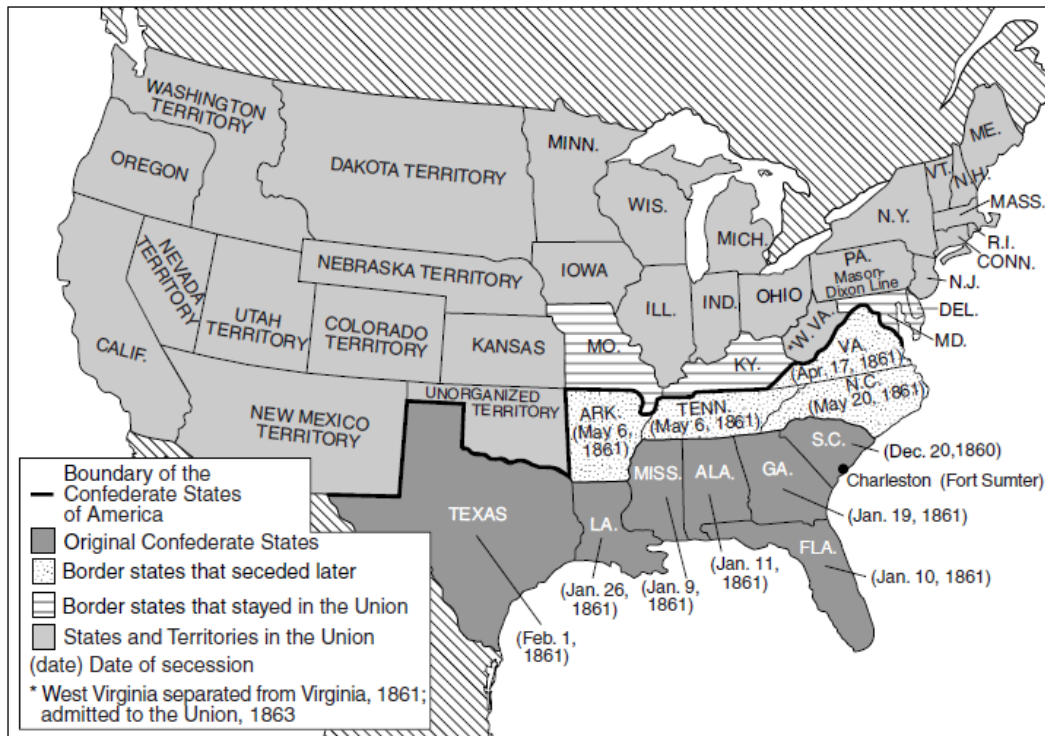 WASHINGTON
TERRITORY
OREGON
DAKOTA TERRITORY
MINN.
WIS.
MICH.
ME.
VT.
N.H.
MASS.
N.Y.
R.I.
CONN.
N.J.
PA.
Mason-
Dixon Line
DEL.
MD.
NEVADA
TERRITORY
NEBRASKA TERRITORY
IOWA
ILL.
IND.
OHIO
*W. VA.
CALIF.
UTAH
TERRITORY
COLORADO
TERRITORY
KANSAS
MO.
KY.
VA.
(Apr. 17, 1861)
N.C.
(May 20, 1861)
NEW MEXICO
TERRITORY
UNORGANIZED
TERRITORY
ARK.
(May 6,
1861)
TENN.
(May 6, 1861)
S.C.
(Dec. 20,1860)
Charleston (Fort Sumter)
MISS.
ALA.
GA.
(Jan. 19, 1861)
TEXAS
LA.
FLA.
(Jan. 10, 1861)
(Jan. 26,
1861)
(Jan. 9,
1861)
(Jan. 11,
1861)
(Feb. 1,
1861)
Boundary of the
Confederate States
of America
Original Confederate States
Border states that seceded later
Border states that stayed in the Union
States and Territories in the Union
(date) Date of secession
* West Virginia separated from Virginia, 1861;
admitted to the Union, 1863